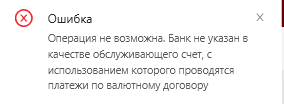 Ошибка
Операция не возможна. Банк не указан в
качестве обслуживающего счет, с
использованием которого проводятся
платежи по валютному договору